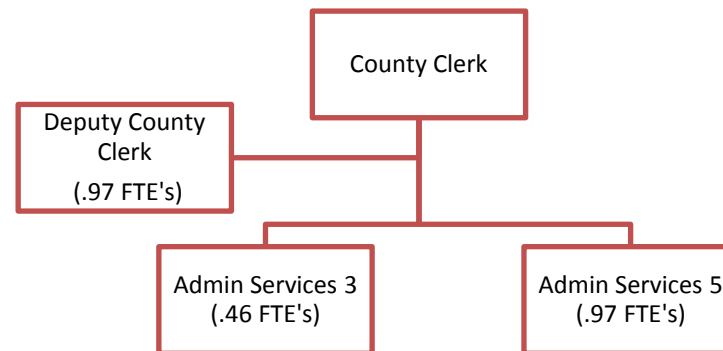 County Clerk
Deputy County
Clerk
(.97 FTE's)
Admin Services 3
(.46 FTE's)
Admin Services 5
(.97 FTE's)